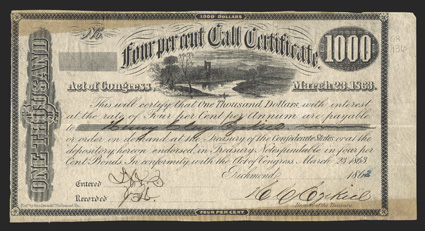 1000 DOLLARS
No.
Four per cent Call Certificate
1000
Act of Congress March 23, 1863.
ONE THOUSAND
This will certify that One Thousand Dollars with interest
at the rate of Four per Cent per Annum are payable
to
or order on demand at the Treasury of the Confederate States or at the
depository hereon endorsed in Treasury Notes fundable in four per
Cent Bonds In conformity with the Act of Congress, March 23, 1863
Richmond 186
Entered
Recorded
FOUR PER CENT